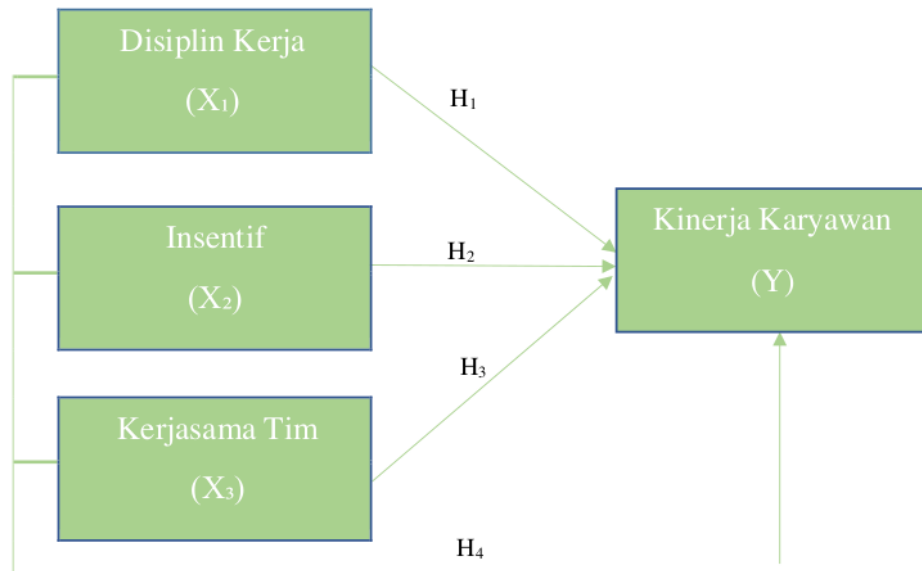 Disiplin Kerja
(X₁)
H₁
Insentif
(X₂)
H₂
Kinerja Karyawan
(Y)
H₃
Kerjasama Tim
(X₃)
H₄